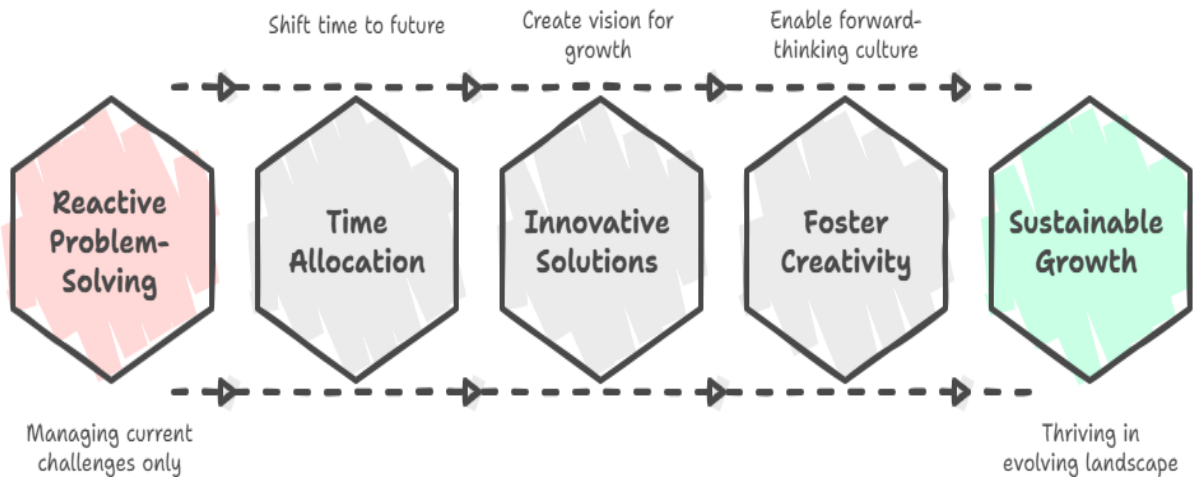 Shift time to future
Create vision for
growth
Enable forward-
thinking culture
Reactive
Problem-
Solving
Time
Allocation
Innovative
Solutions
Foster
Creativity
Sustainable
Growth
Managing current
challenges only
Thriving in
evolving landscape